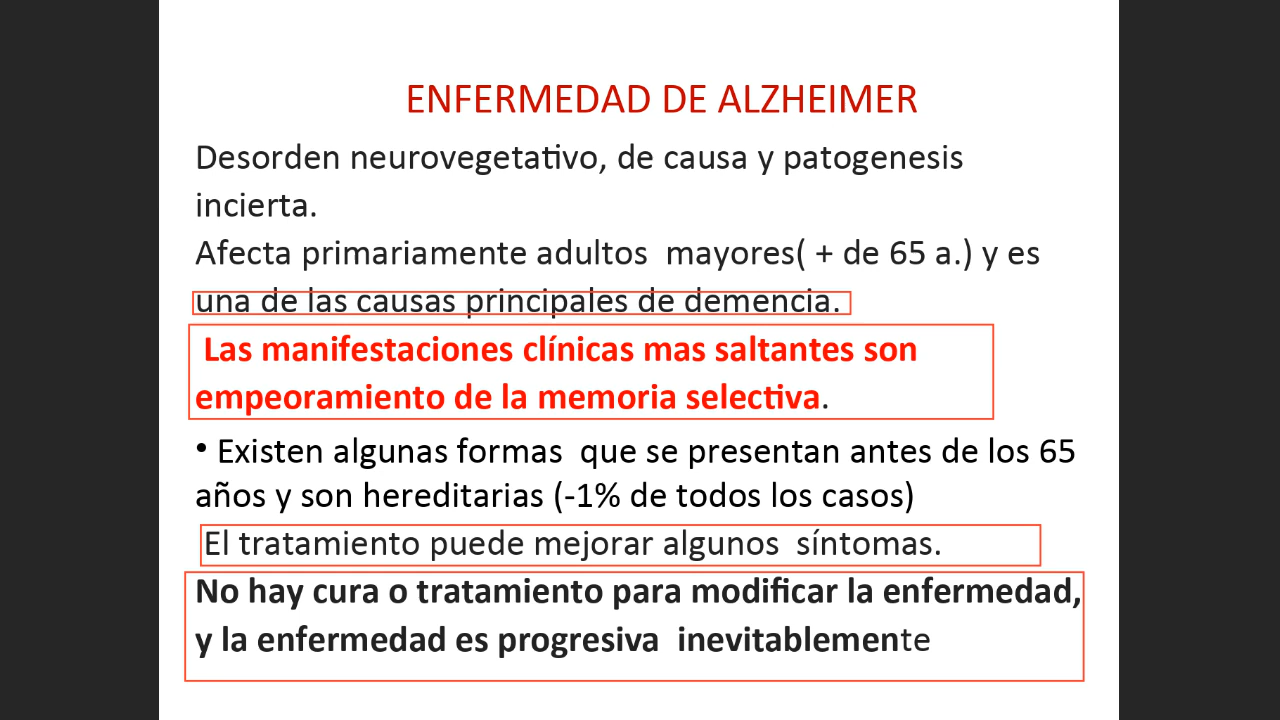 ENFERMEDAD DE ALZHEIMER
Desorden neurovegetativo, de causa y patogenesis
incierta.
Afecta primariamente adultos  mayores( + de 65 a.) y es
una de las causas principales de demencia.
Las manifestaciones clínicas mas saltantes son
empeoramiento de la memoria selectiva.
• Existen algunas formas  que se presentan antes de los 65
años y son hereditarias (-1% de todos los casos)
El tratamiento puede mejorar algunos  síntomas.
No hay cura o tratamiento para modificar la enfermedad,
y la enfermedad es progresiva  inevitablemente